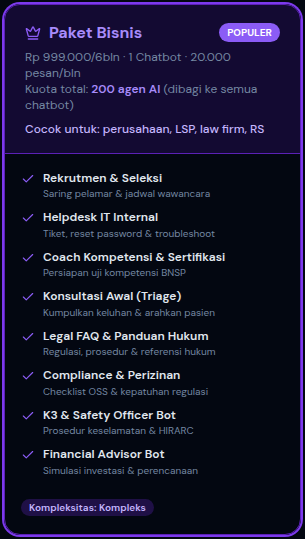 Paket Bisnis
POPULER
Rp 999.000/6bln · 1 Chatbot · 20.000
pesan/bln
Kuota total: 200 agen AI (dibagi ke semua
chatbot)
Cocok untuk: perusahaan, LSP, law firm, RS
Rekrutmen & Seleksi
Saring pelamar & jadwal wawancara
Helpdesk IT Internal
Tiket, reset password & troubleshoot
Coach Kompetensi & Sertifikasi
Persiapan uji kompetensi BNSP
Konsultasi Awal (Triage)
Kumpulkan keluhan & arahkan pasien
Legal FAQ & Panduan Hukum
Regulasi, prosedur & referensi hukum
Compliance & Perizinan
Checklist OSS & kepatuhan regulasi
K3 & Safety Officer Bot
Prosedur keselamatan & HIRARC
Financial Advisor Bot
Simulasi investasi & perencanaan
Kompleksitas: Kompleks